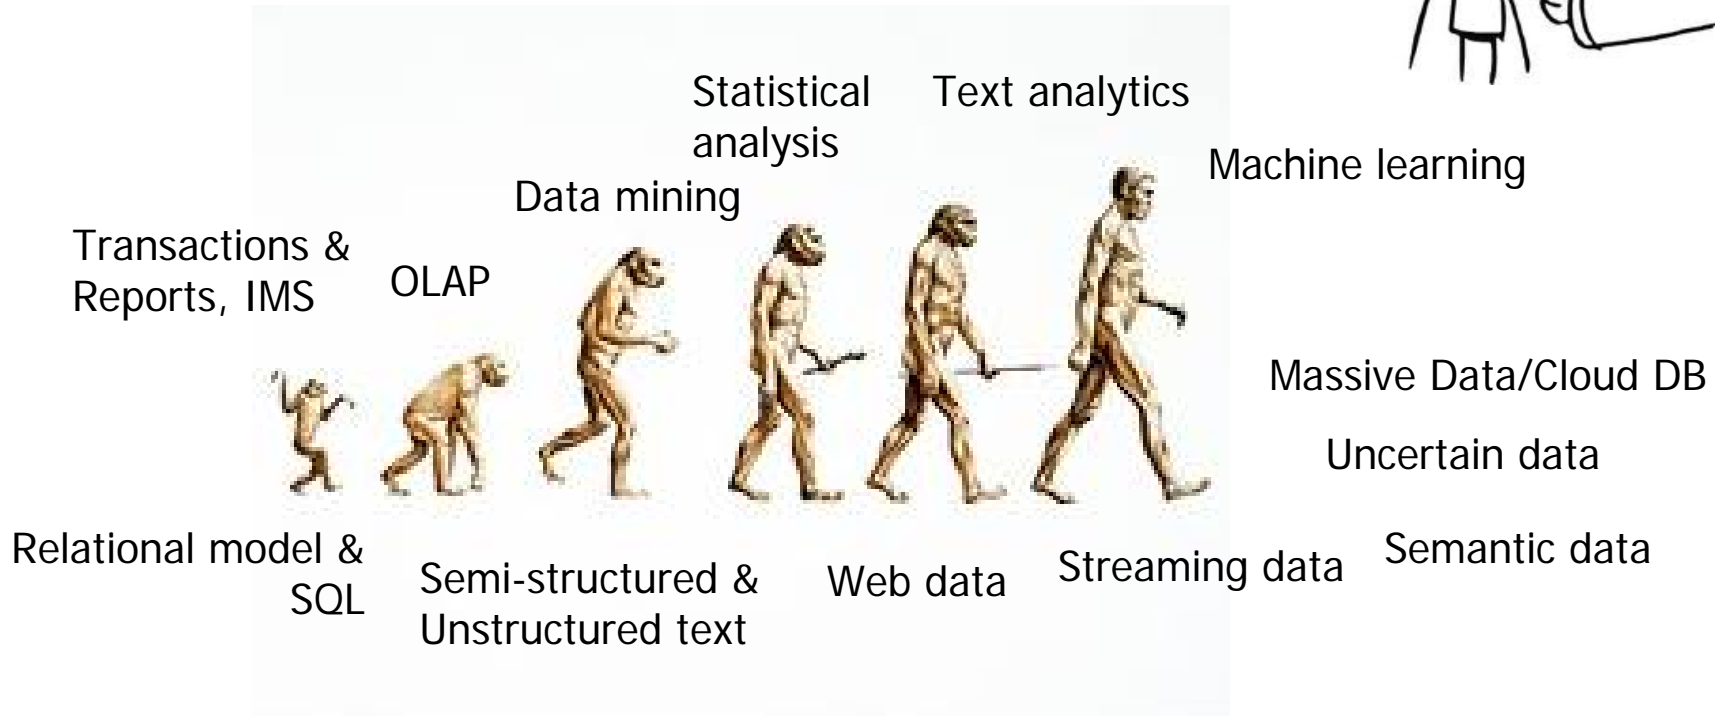 Statistical
analysis
Text analytics
Machine learning
Data mining
Transactions &
Reports, IMS
OLAP
Massive Data/Cloud DB
Uncertain data
Relational model &
SQL
Semi-structured &
Unstructured text
Web data
Streaming data
Semantic data